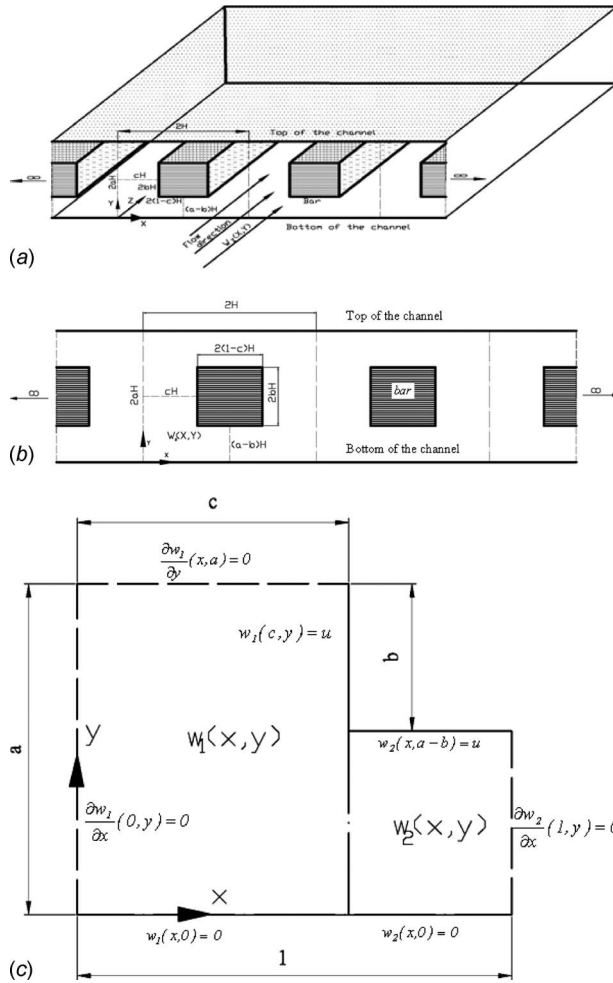 2H
Top of the channel
∞
2aH
cH
2bH
∞
Y
Z
2(1-c)H
(a-b)H
Bar
X
Flow direction
W₂(X,Y)
Bottom of the channel
(a)
2H
Top of the channel
2(1-c)H
∞
2aH
cH
2bH
bar
∞
Y
(a-b)H
X
Bottom of the channel
(b)
c
∂w₁/∂y (x,a)=0
w₁(c,y)=u
b
a
y
w₁(x,y)
w₂(x,a-b)=u
∂w₁/∂x (0,y)=0
w₂(x,y)
∂w₂/∂x (1,y)=0
x
w₁(x,0)=0
w₂(x,0)=0
(c)
1